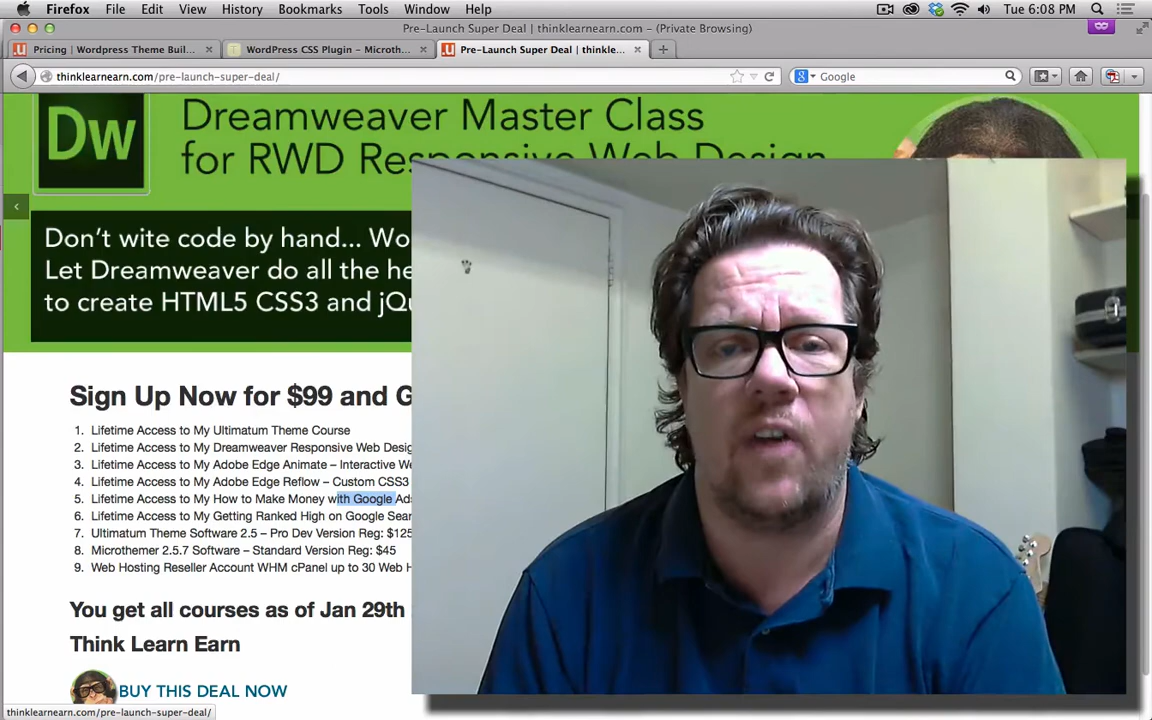 Firefox File Edit View History Bookmarks Tools Window Help Tue 6:08 PM
Pre-Launch Super Deal | thinklearnearn.com – (Private Browsing)
Pricing | Wordpress Theme Buil... WordPress CSS Plugin – Microth... Pre-Launch Super Deal | thinkle...
thinklearnearn.com/pre-launch-super-deal/ Google
Dw
Dreamweaver Master Class
for RWD Responsive Web Design
Don't wite code by hand... Wo
Let Dreamweaver do all the he
to create HTML5 CSS3 and jQu
Sign Up Now for $99 and G
1. Lifetime Access to My Ultimatum Theme Course
2. Lifetime Access to My Dreamweaver Responsive Web Desig
3. Lifetime Access to My Adobe Edge Animate – Interactive We
4. Lifetime Access to My Adobe Edge Reflow – Custom CSS3
5. Lifetime Access to My How to Make Money with Google Ads
6. Lifetime Access to My Getting Ranked High on Google Sear
7. Ultimatum Theme Software 2.5 – Pro Dev Version Reg: $125
8. Microthemer 2.5.7 Software – Standard Version Reg: $45
9. Web Hosting Reseller Account WHM cPanel up to 30 Web H
You get all courses as of Jan 29th
Think Learn Earn
BUY THIS DEAL NOW
thinklearnearn.com/pre-launch-super-deal/